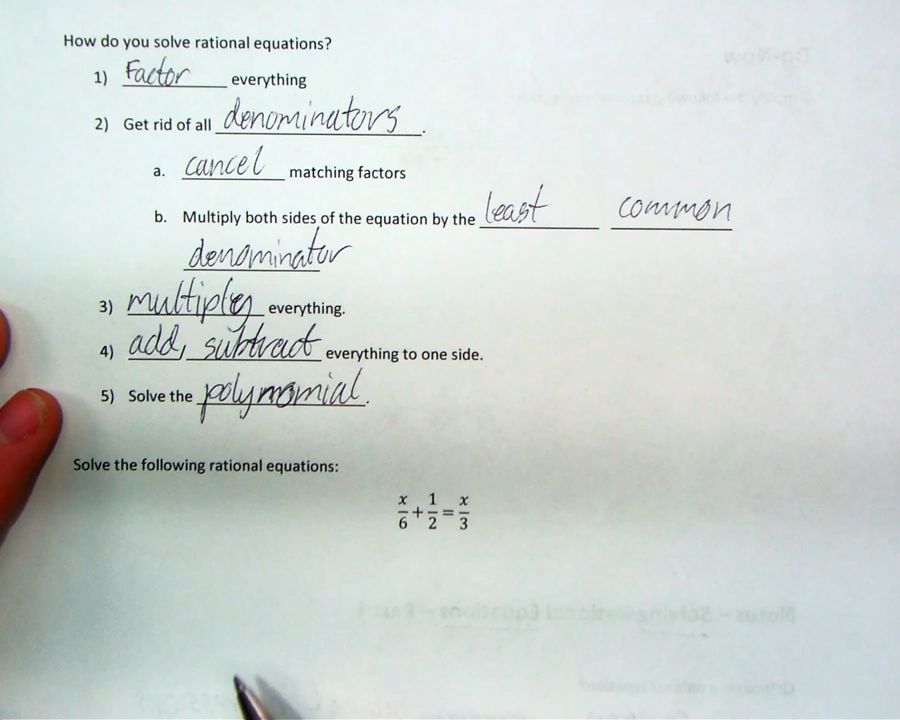 How do you solve rational equations?
1) Factor everything
2) Get rid of all denominators.
a. cancel matching factors
b. Multiply both sides of the equation by the least common
denominator
3) multiply everything.
4) add, subtract everything to one side.
5) Solve the polynomial.
Solve the following rational equations:
x/6 + 1/2 = x/3